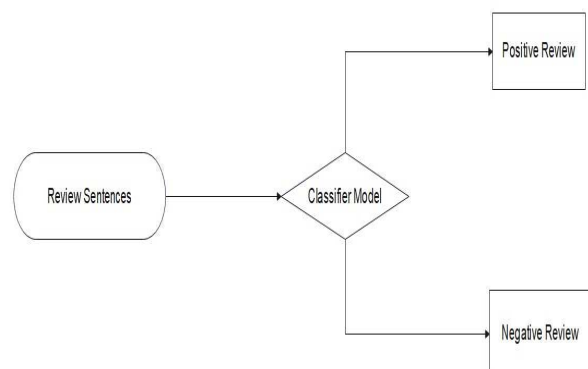 Positive Review
Review Sentences
Classifier Model
Negative Review